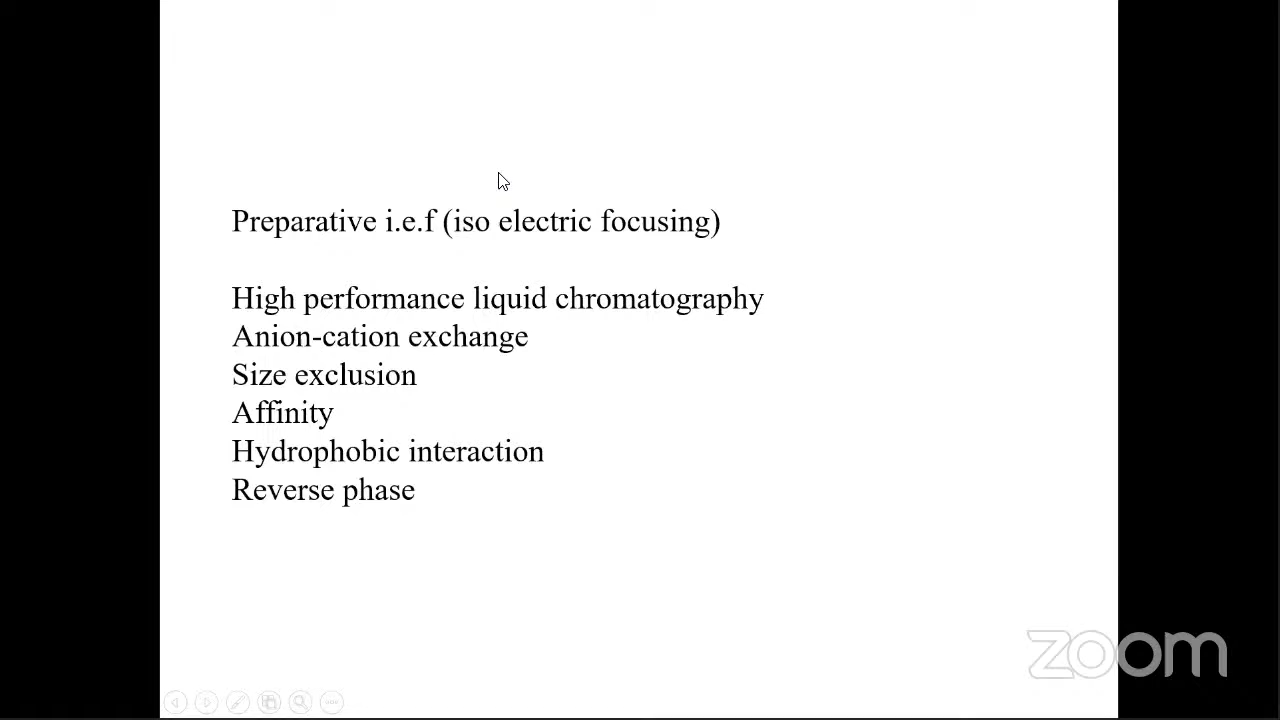 Preparative i.e.f (iso electric focusing)
High performance liquid chromatography
Anion-cation exchange
Size exclusion
Affinity
Hydrophobic interaction
Reverse phase
zoom